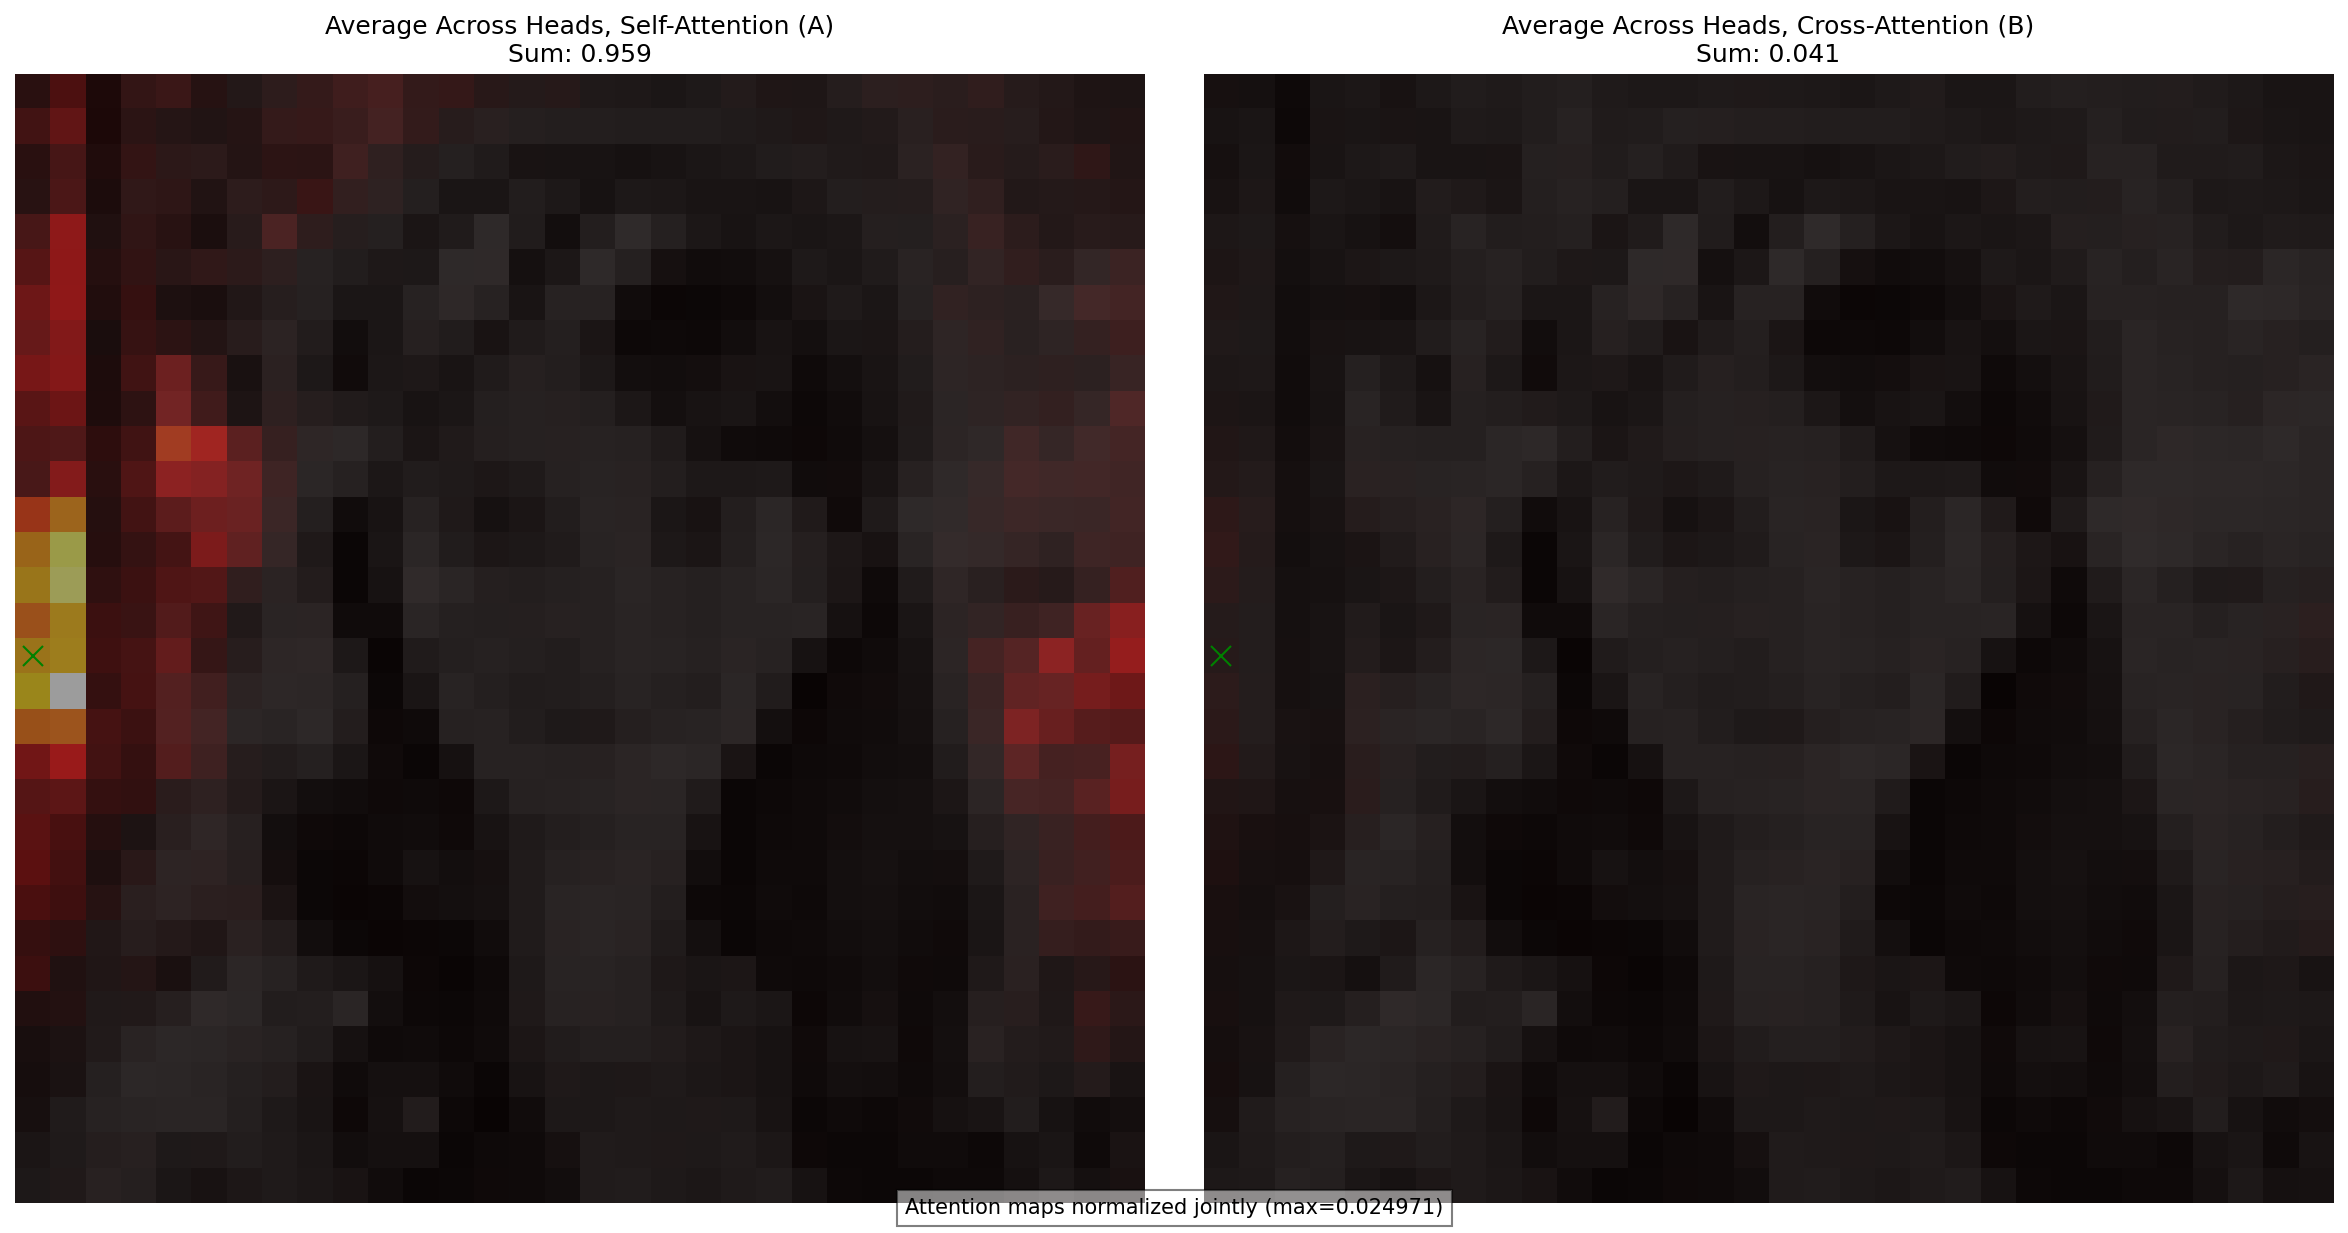 Average Across Heads, Self-Attention (A)
Sum: 0.959
Average Across Heads, Cross-Attention (B)
Sum: 0.041
Attention maps normalized jointly (max=0.024971)